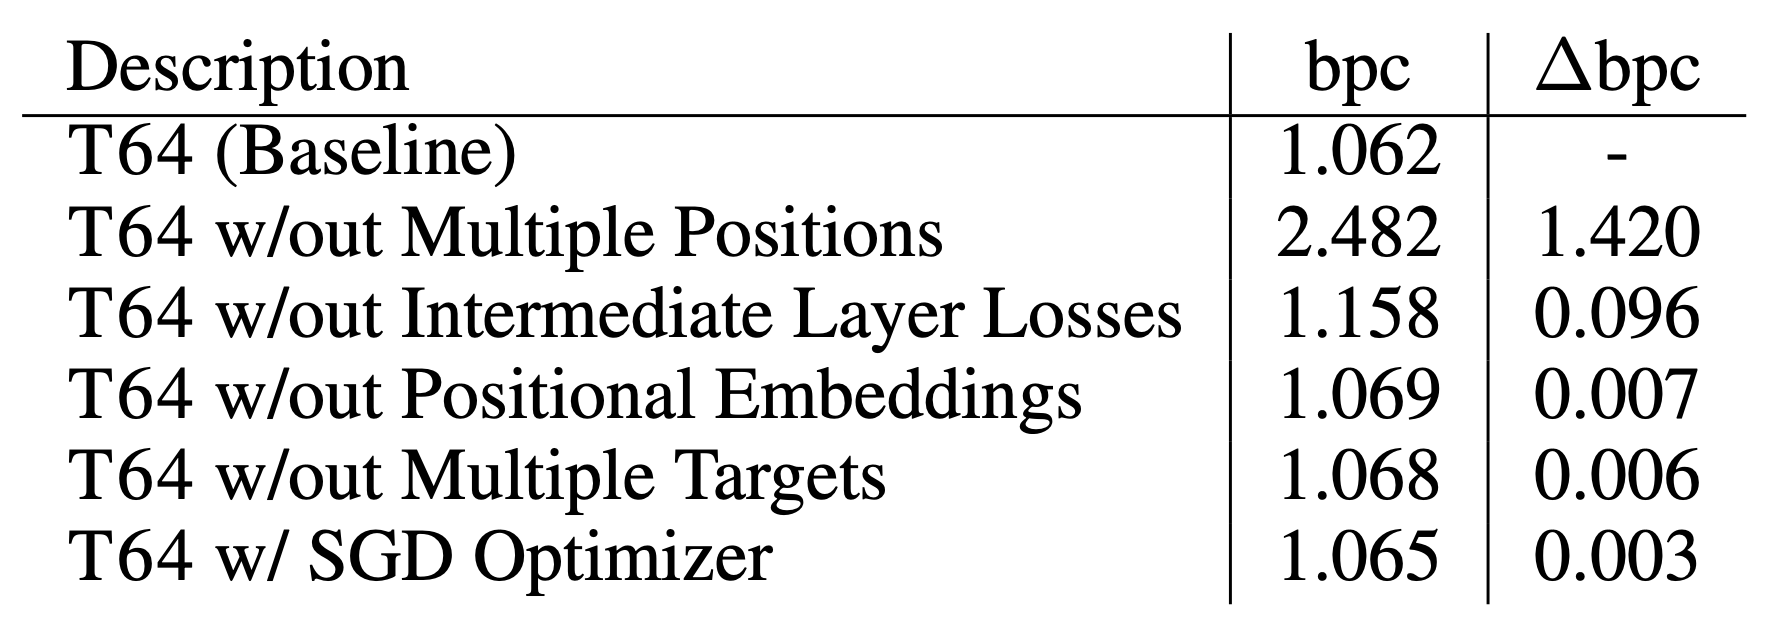 Description bpc Δbpc
T64 (Baseline) 1.062 -
T64 w/out Multiple Positions 2.482 1.420
T64 w/out Intermediate Layer Losses 1.158 0.096
T64 w/out Positional Embeddings 1.069 0.007
T64 w/out Multiple Targets 1.068 0.006
T64 w/ SGD Optimizer 1.065 0.003